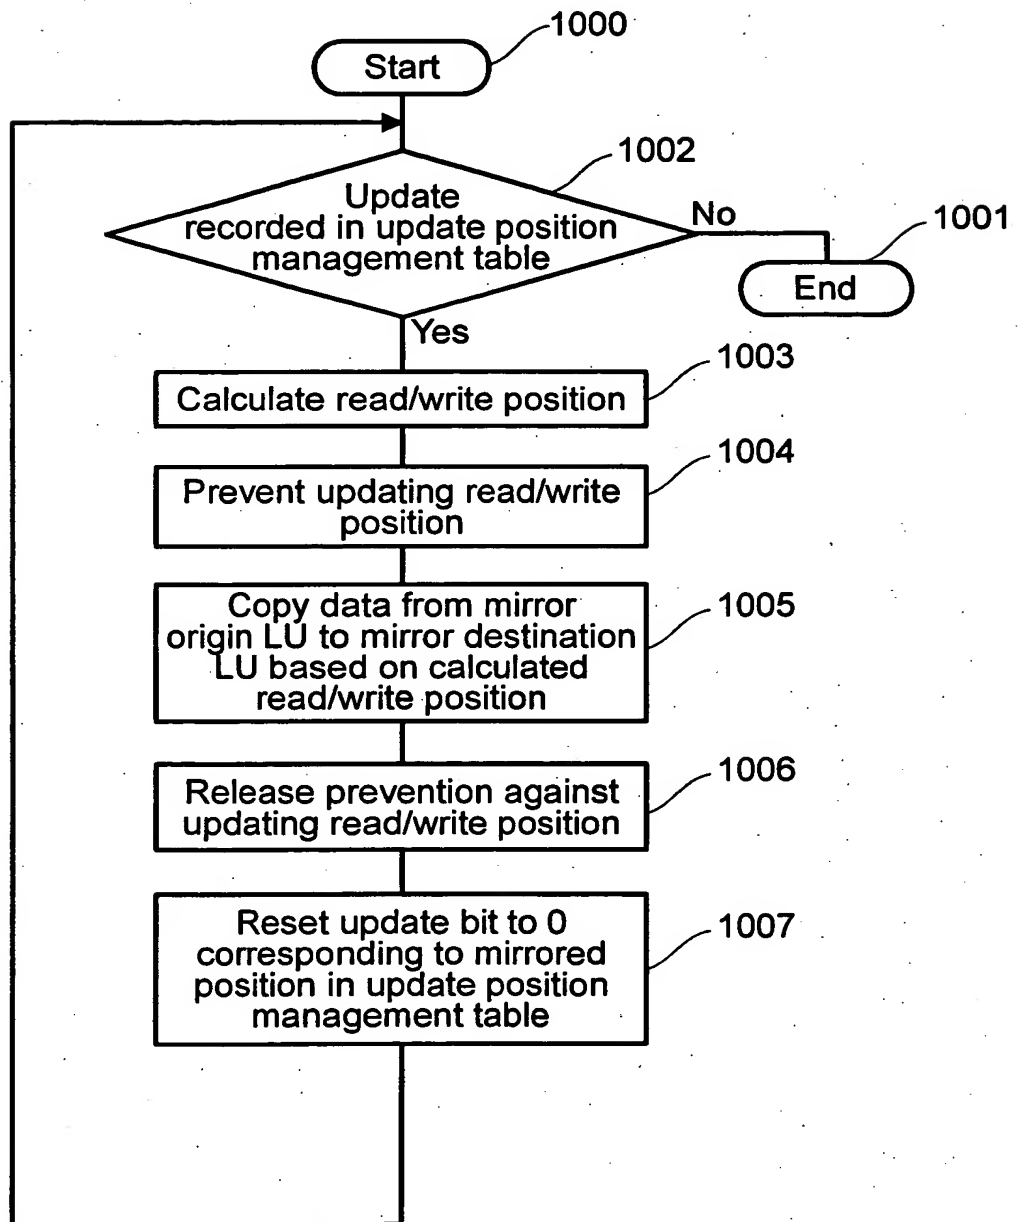 1000
Start
1002
Update
recorded in update position
management table
No
1001
End
Yes
1003
Calculate read/write position
1004
Prevent updating read/write
position
1005
Copy data from mirror
origin LU to mirror destination
LU based on calculated
read/write position
1006
Release prevention against
updating read/write position
1007
Reset update bit to 0
corresponding to mirrored
position in update position
management table